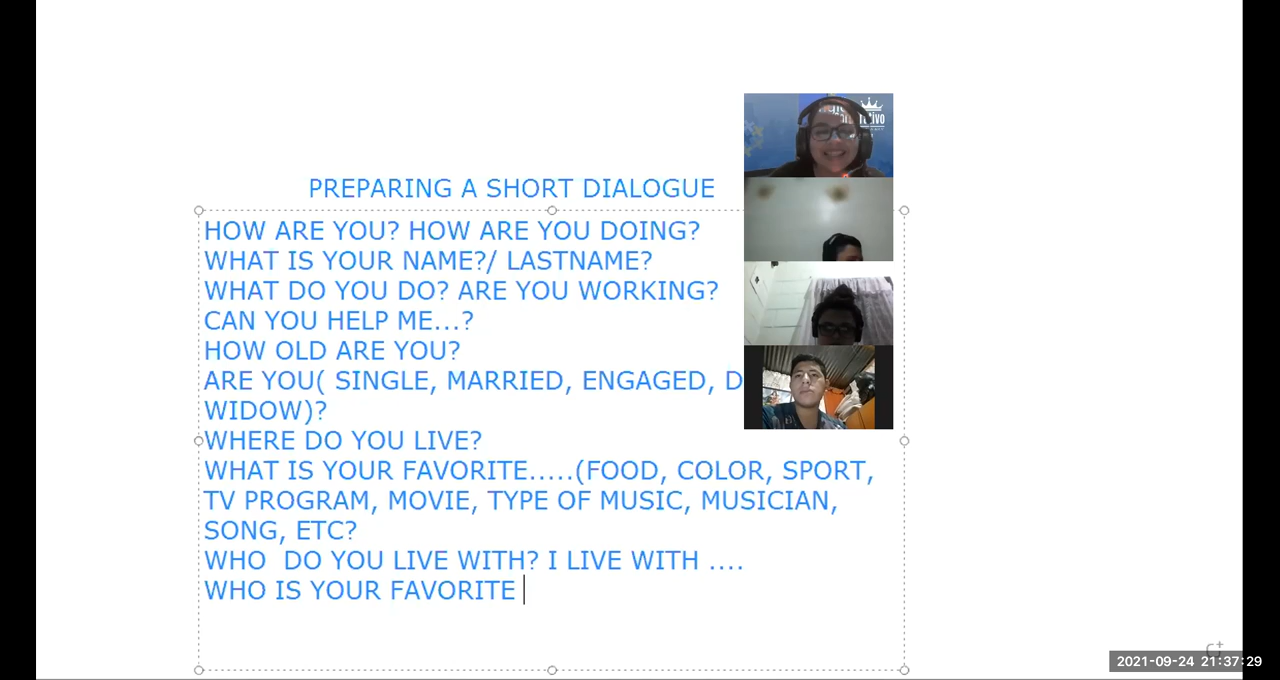 PREPARING A SHORT DIALOGUE
HOW ARE YOU? HOW ARE YOU DOING?
WHAT IS YOUR NAME?/ LASTNAME?
WHAT DO YOU DO? ARE YOU WORKING?
CAN YOU HELP ME...?
HOW OLD ARE YOU?
ARE YOU( SINGLE, MARRIED, ENGAGED, D
WIDOW)?
WHERE DO YOU LIVE?
WHAT IS YOUR FAVORITE.....(FOOD, COLOR, SPORT,
TV PROGRAM, MOVIE, TYPE OF MUSIC, MUSICIAN,
SONG, ETC?
WHO  DO YOU LIVE WITH? I LIVE WITH ....
WHO IS YOUR FAVORITE
2021-09-24 21:37:29